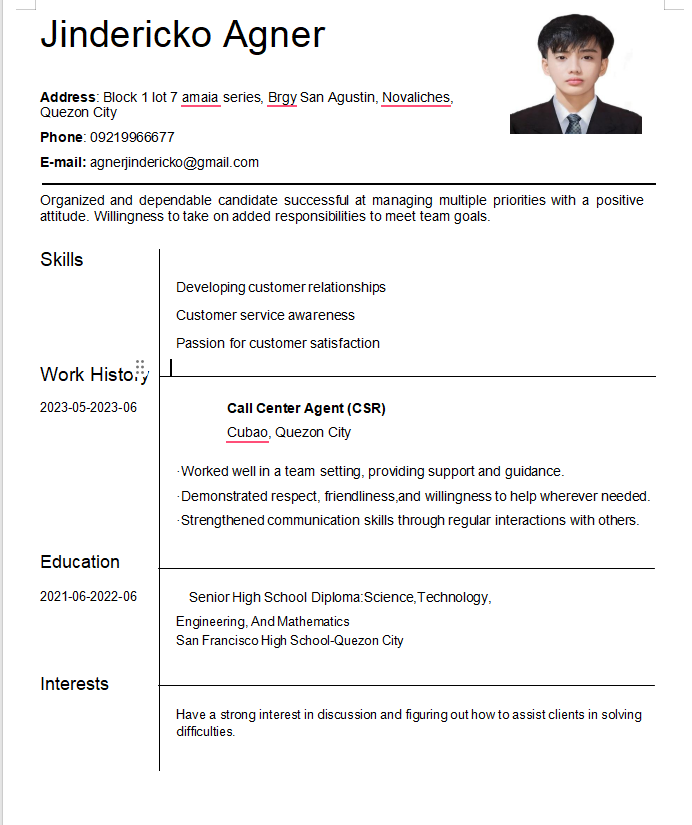 Jindericko Agner
Address: Block 1 lot 7 amaia series, Brgy San Agustin, Novaliches,
Quezon City
Phone: 09219966677
E-mail: agnerjindericko@gmail.com
Organized and dependable candidate successful at managing multiple priorities with a positive
attitude. Willingness to take on added responsibilities to meet team goals.
Skills
Developing customer relationships
Customer service awareness
Passion for customer satisfaction
Work History
2023-05-2023-06
Call Center Agent (CSR)
Cubao, Quezon City
·Worked well in a team setting, providing support and guidance.
·Demonstrated respect, friendliness,and willingness to help wherever needed.
·Strengthened communication skills through regular interactions with others.
Education
2021-06-2022-06
Senior High School Diploma:Science,Technology,
Engineering, And Mathematics
San Francisco High School-Quezon City
Interests
Have a strong interest in discussion and figuring out how to assist clients in solving
difficulties.